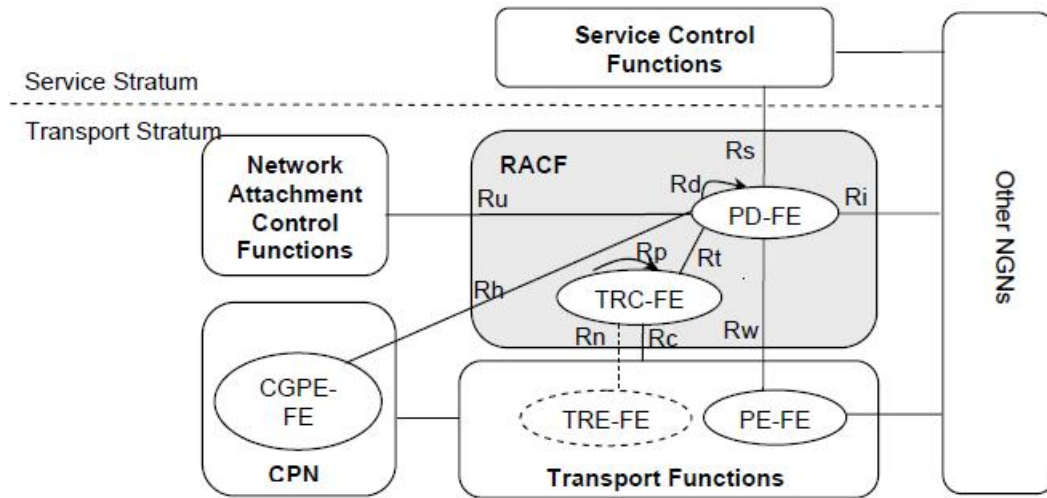 Service Control
Functions
Service Stratum
Transport Stratum
Network
Attachment
Control
Functions
RACF
Rs
Rd
Ru
PD-FE
Ri
Other NGNs
Rp
Rt
Rh
TRC-FE
Rn
Rc
Rw
CGPE-
FE
TRE-FE
PE-FE
CPN
Transport Functions